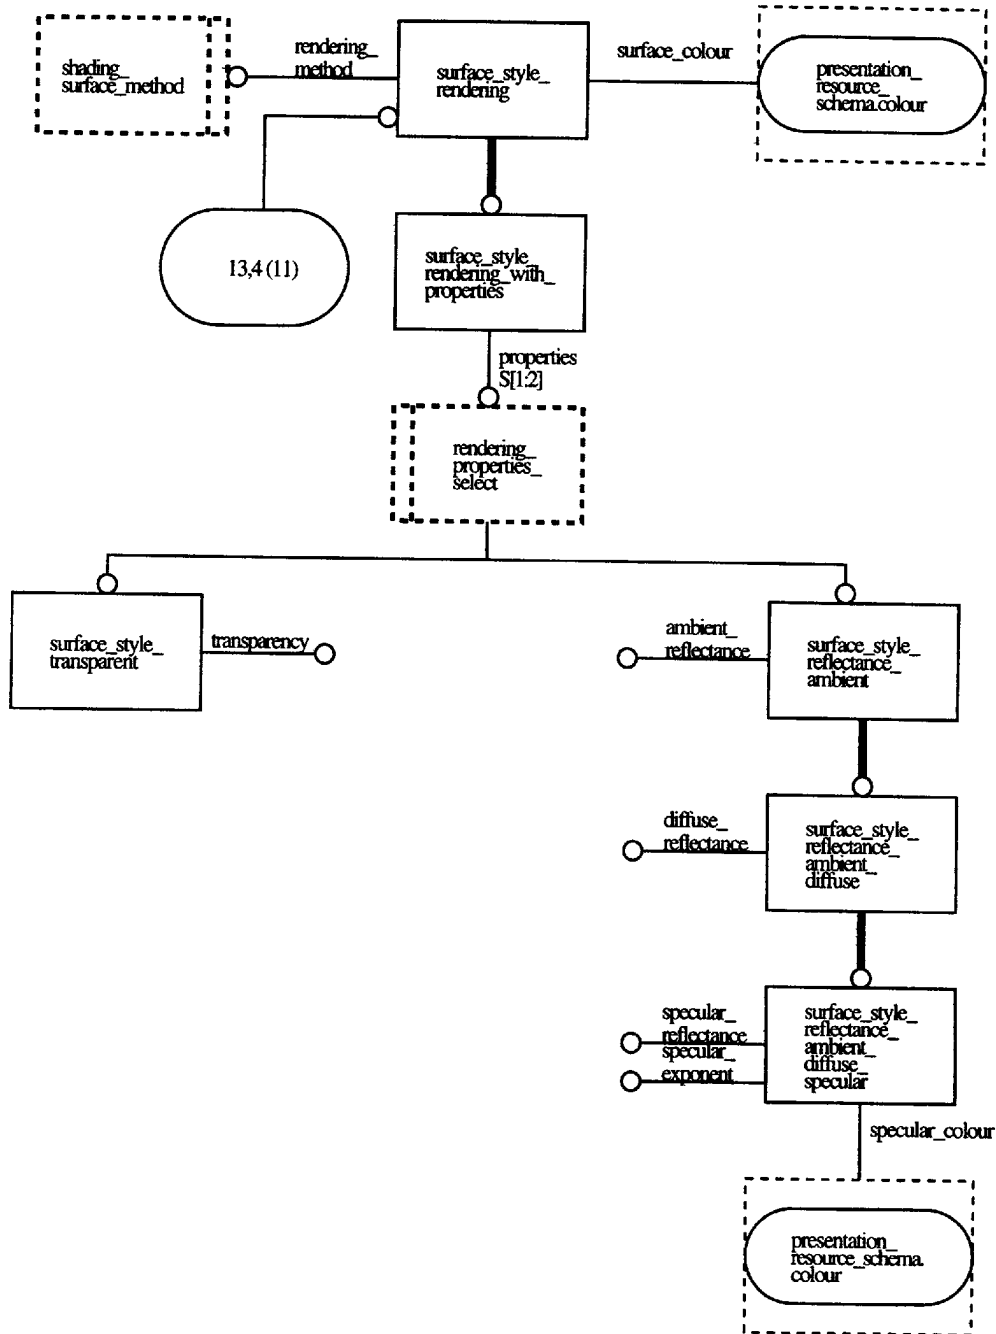 shading_
surface_method
rendering_
method
surface_style_
rendering
surface_colour
presentation_
resource_
schema.colour
13,4 (11)
surface_style_
rendering_with_
properties
properties
S[1:2]
rendering_
properties_
select
surface_style_
transparent
transparency
ambient_
reflectance
surface_style_
reflectance_
ambient
diffuse_
reflectance
surface_style_
reflectance_
ambient_
diffuse
specular_
reflectance
specular_
exponent
surface_style_
reflectance_
ambient_
diffuse_
specular
specular_colour
presentation_
resource_schema.
colour